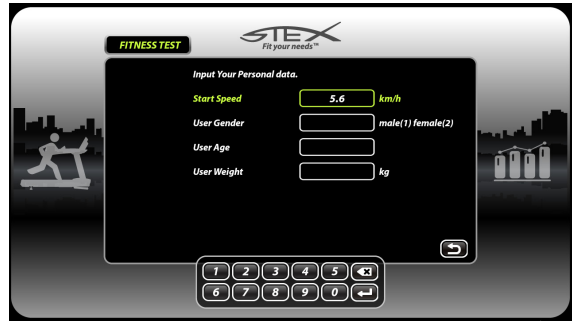 STEX
FITNESS TEST
Fit your needs™
Input Your Personal data.
Start Speed 5.6 km/h
User Gender male(1) female(2)
User Age
User Weight kg
1 2 3 4 5
6 7 8 9 0